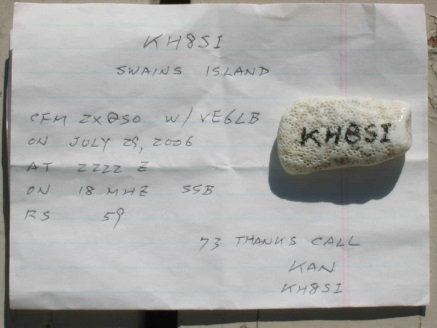 KH8SI
SWAINS ISLAND
CFM 2XQSO W/ VE6LB
ON JULY 29, 2006
AT 2222 Z
ON 18 MHZ SSB
RS 59
73 THANKS CALL
KAN
KH8SI
KH8SI